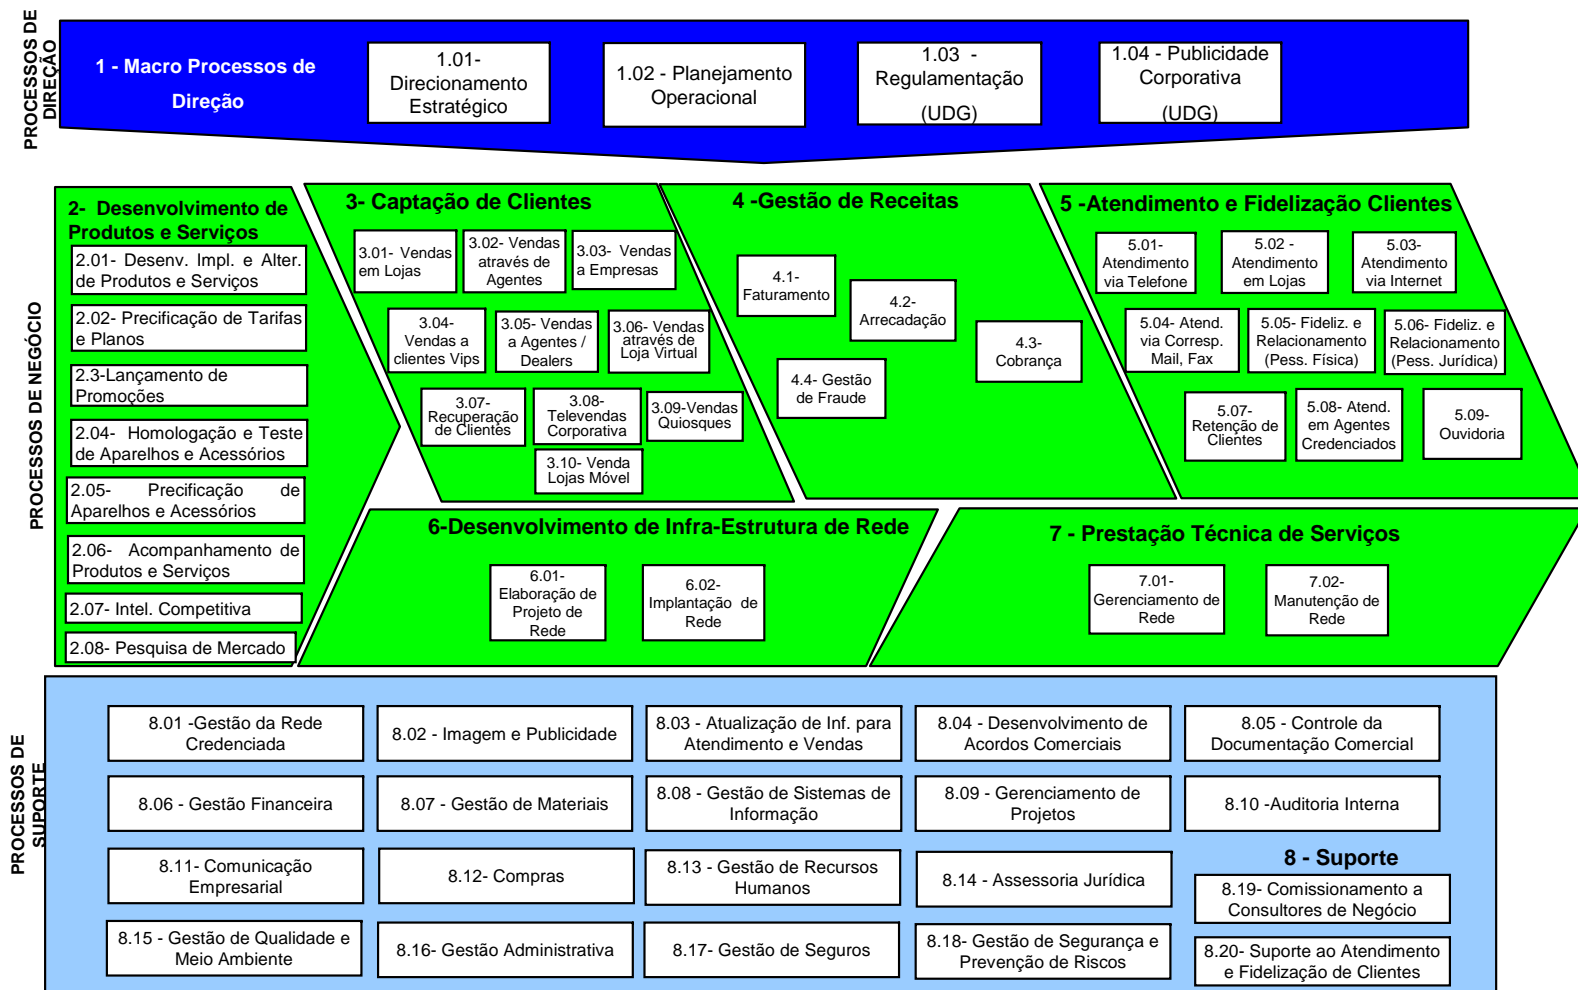 PROCESSOS DE
DIREÇÃO
1 - Macro Processos de
Direção
1.01-
Direcionamento
Estratégico
1.02 - Planejamento
Operacional
1.03 -
Regulamentação
(UDG)
1.04 - Publicidade
Corporativa
(UDG)
PROCESSOS DE NEGÓCIO
2- Desenvolvimento de
Produtos e Serviços
2.01- Desenv. Impl. e Alter.
de Produtos e Serviços
2.02- Precificação de Tarifas
e Planos
2.3-Lançamento de
Promoções
2.04- Homologação e Teste
de Aparelhos e Acessórios
2.05- Precificação de
Aparelhos e Acessórios
2.06- Acompanhamento de
Produtos e Serviços
2.07- Intel. Competitiva
2.08- Pesquisa de Mercado
3- Captação de Clientes
3.01- Vendas
em Lojas
3.02- Vendas
através de
Agentes
3.03- Vendas
a Empresas
3.04-
Vendas a
clientes Vips
3.05- Vendas
a Agentes /
Dealers
3.06- Vendas
através de
Loja Virtual
3.07-
Recuperação
de Clientes
3.08-
Televendas
Corporativa
3.09-Vendas
Quiosques
3.10- Venda
Lojas Móvel
4 -Gestão de Receitas
4.1-
Faturamento
4.2-
Arrecadação
4.3-
Cobrança
4.4- Gestão
de Fraude
5 -Atendimento e Fidelização Clientes
5.01-
Atendimento
via Telefone
5.02 -
Atendimento
em Lojas
5.03-
Atendimento
via Internet
5.04- Atend.
via Corresp.
Mail, Fax
5.05- Fideliz. e
Relacionamento
(Pess. Física)
5.06- Fideliz. e
Relacionamento
(Pess. Jurídica)
5.07-
Retenção de
Clientes
5.08- Atend.
em Agentes
Credenciados
5.09-
Ouvidoria
6-Desenvolvimento de Infra-Estrutura de Rede
6.01-
Elaboração de
Projeto de
Rede
6.02-
Implantação de
Rede
7 - Prestação Técnica de Serviços
7.01-
Gerenciamento de
Rede
7.02-
Manutenção de
Rede
PROCESSOS DE
SUPORTE
8.01 -Gestão da Rede
Credenciada
8.02 - Imagem e Publicidade
8.03 - Atualização de Inf. para
Atendimento e Vendas
8.04 - Desenvolvimento de
Acordos Comerciais
8.05 - Controle da
Documentação Comercial
8.06 - Gestão Financeira
8.07 - Gestão de Materiais
8.08 - Gestão de Sistemas de
Informação
8.09 - Gerenciamento de
Projetos
8.10 -Auditoria Interna
8.11- Comunicação
Empresarial
8.12- Compras
8.13 - Gestão de Recursos
Humanos
8.14 - Assessoria Jurídica
8 - Suporte
8.19- Comissionamento a
Consultores de Negócio
8.15 - Gestão de Qualidade e
Meio Ambiente
8.16- Gestão Administrativa
8.17- Gestão de Seguros
8.18- Gestão de Segurança e
Prevenção de Riscos
8.20- Suporte ao Atendimento
e Fidelização de Clientes